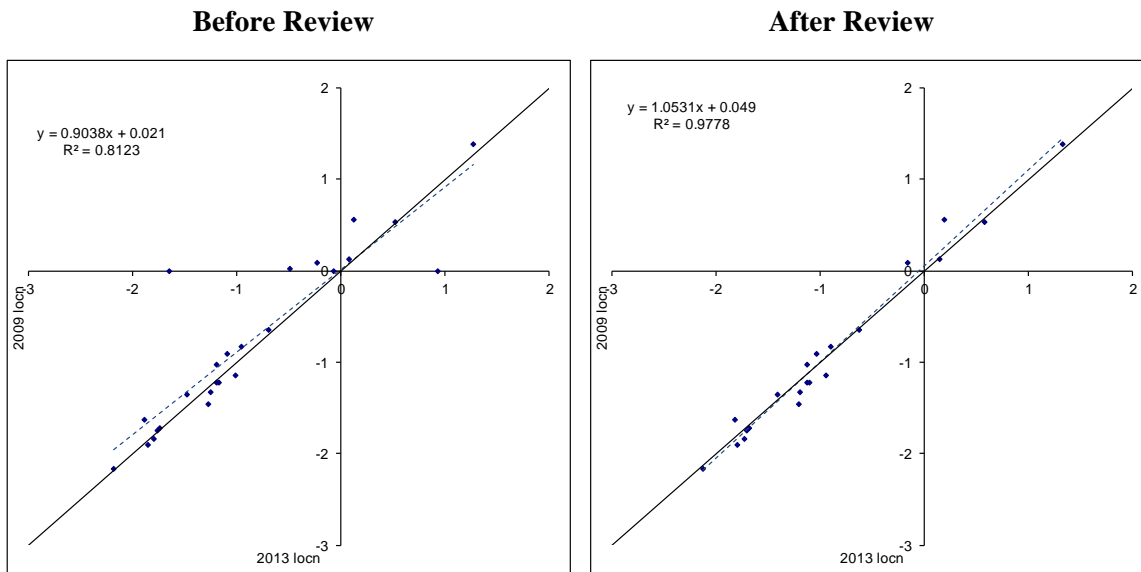 Before Review
After Review
y = 0.9038x + 0.021
R² = 0.8123
2
1
0
-3
-2
-1
0
1
2
-1
-2
-3
2009 locn
2013 locn
y = 1.0531x + 0.049
R² = 0.9778
2
1
0
-3
-2
-1
0
1
2
-1
-2
-3
2009 locn
2013 locn